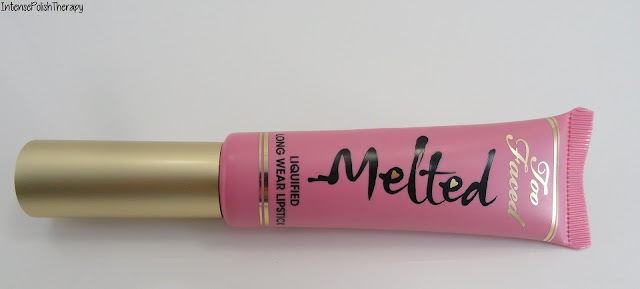 IntensePolishTherapy
LIQUIFIED
LONG WEAR LIPSTICK
Melted
Too
Faced